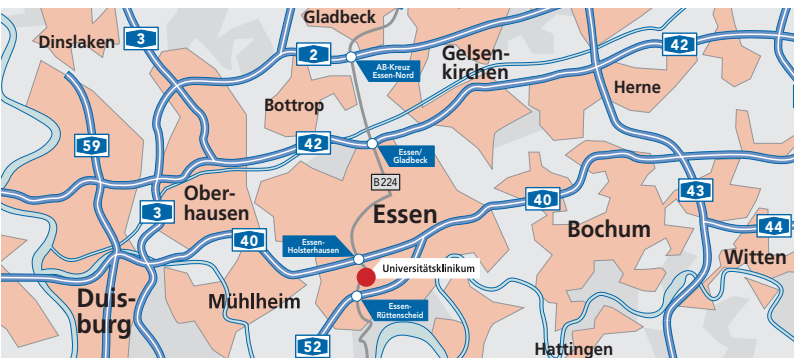 Gladbeck
Dinslaken
3
2
AB-Kreuz
Essen-Nord
Gelsen-
kirchen
42
Herne
Bottrop
59
42
Essen/
Gladbeck
B 224
Ober-
hausen
3
40
Essen-
Holsterhausen
Essen
40
43
Bochum
44
Witten
Universitätsklinikum
Duis-
burg
Mühlheim
Essen-
Rüttenscheid
52
Hattingen